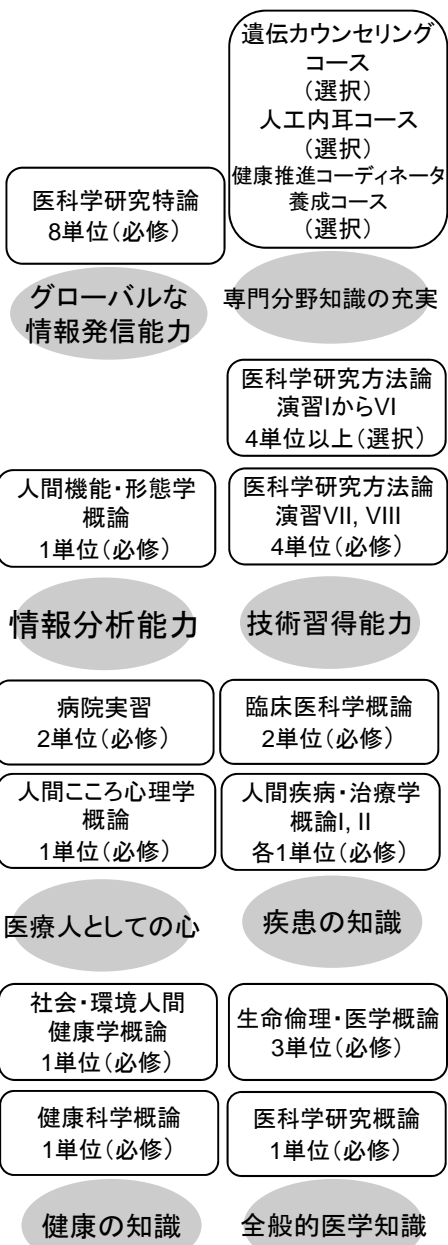 遺伝カウンセリング
コース
（選択）
人工内耳コース
（選択）
健康推進コーディネータ
養成コース
（選択）
医科学研究特論
8単位（必修）
グローバルな
情報発信能力
専門分野知識の充実
医科学研究方法論
演習IからVI
4単位以上（選択）
人間機能・形態学
概論
1単位（必修）
医科学研究方法論
演習VII, VIII
4単位（必修）
情報分析能力
技術習得能力
病院実習
2単位（必修）
臨床医科学概論
2単位（必修）
人間こころ心理学
概論
1単位（必修）
人間疾病・治療学
概論I, II
各1単位（必修）
医療人としての心
疾患の知識
社会・環境人間
健康学概論
1単位（必修）
生命倫理・医学概論
3単位（必修）
健康科学概論
1単位（必修）
医科学研究概論
1単位（必修）
健康の知識
全般的医学知識